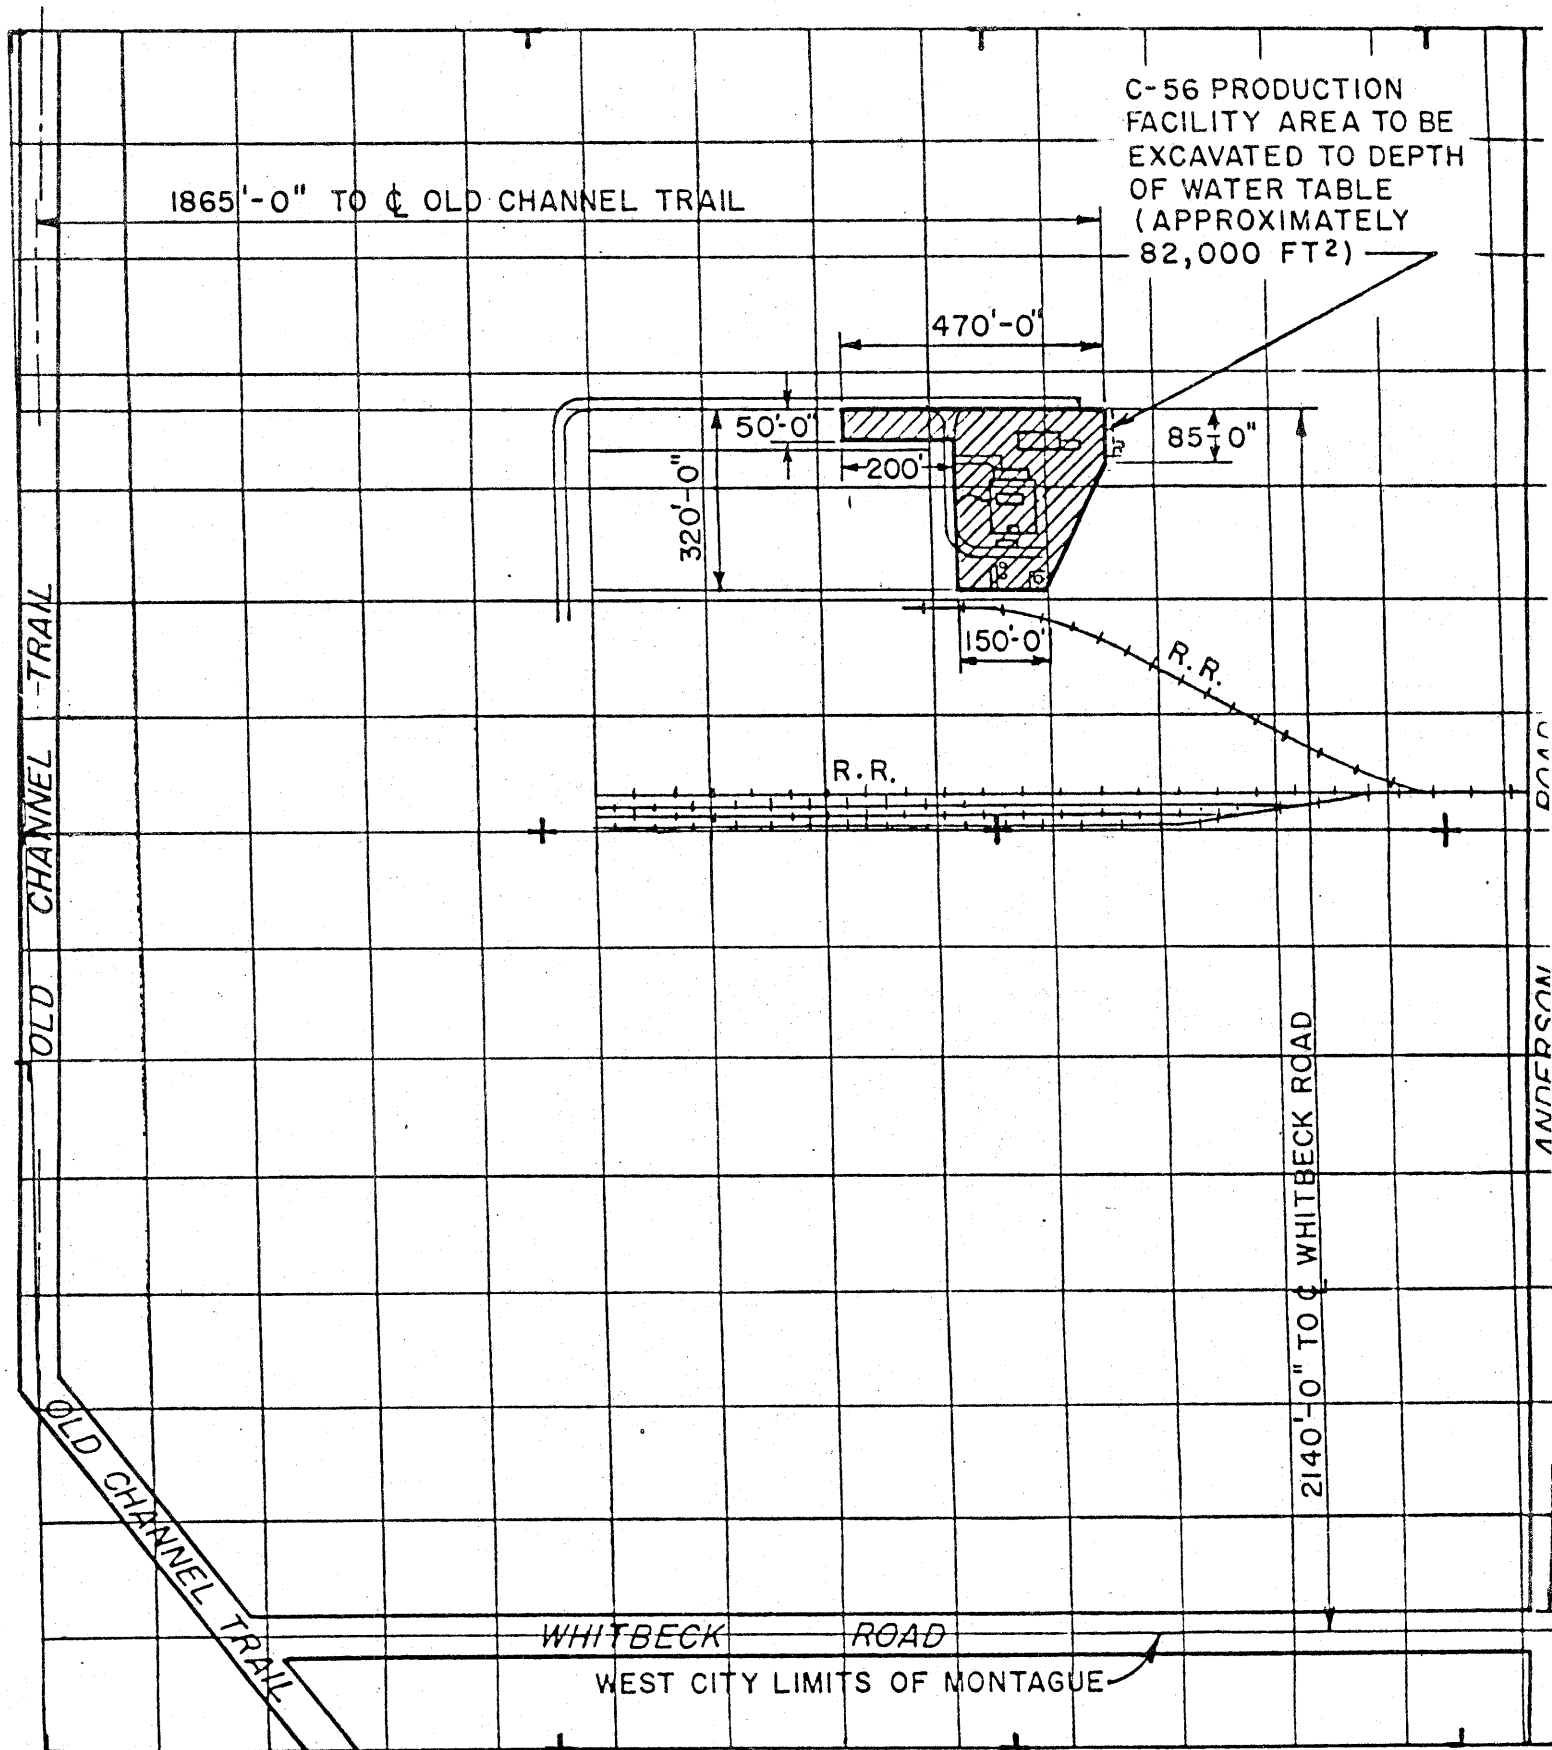 C-56 PRODUCTION
FACILITY AREA TO BE
EXCAVATED TO DEPTH
OF WATER TABLE
(APPROXIMATELY
82,000 FT²)
1865'-0" TO ℄ OLD CHANNEL TRAIL
470'-0"
50'-0"
85'-0"
200'
320'-0"
150'-0"
R.R.
R.R.
OLD CHANNEL TRAIL
ROAD
ANDERSON
2140'-0" TO ℄ WHITBECK ROAD
OLD CHANNEL TRAIL
WHITBECK ROAD
WEST CITY LIMITS OF MONTAGUE